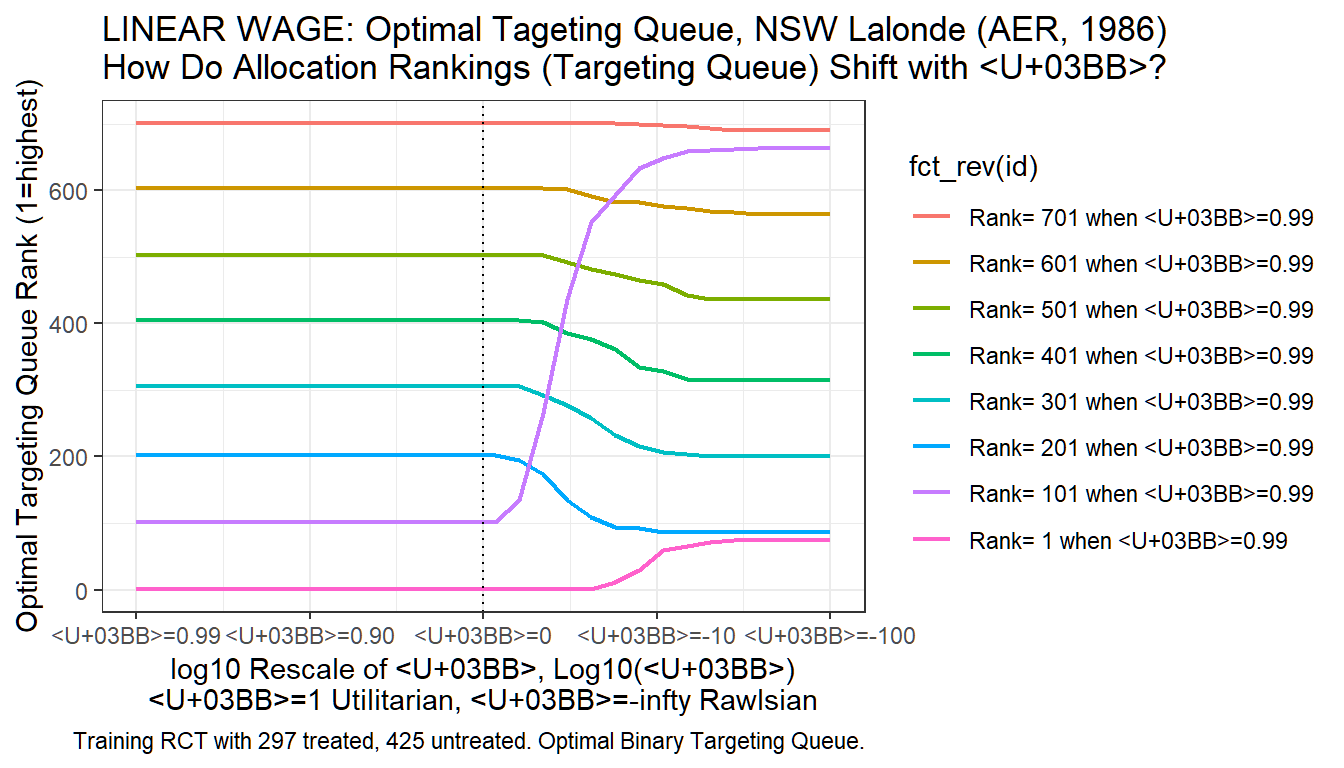 LINEAR WAGE: Optimal Tageting Queue, NSW Lalonde (AER, 1986)
How Do Allocation Rankings (Targeting Queue) Shift with <U+03BB>?
Optimal Targeting Queue Rank (1=highest)
600
400
200
0
<U+03BB>=0.99
<U+03BB>=0.90
<U+03BB>=0
<U+03BB>=-10
<U+03BB>=-100
log10 Rescale of <U+03BB>, Log10(<U+03BB>)
<U+03BB>=1 Utilitarian, <U+03BB>=-infty Rawlsian
Training RCT with 297 treated, 425 untreated. Optimal Binary Targeting Queue.
fct_rev(id)
Rank= 701 when <U+03BB>=0.99
Rank= 601 when <U+03BB>=0.99
Rank= 501 when <U+03BB>=0.99
Rank= 401 when <U+03BB>=0.99
Rank= 301 when <U+03BB>=0.99
Rank= 201 when <U+03BB>=0.99
Rank= 101 when <U+03BB>=0.99
Rank= 1 when <U+03BB>=0.99